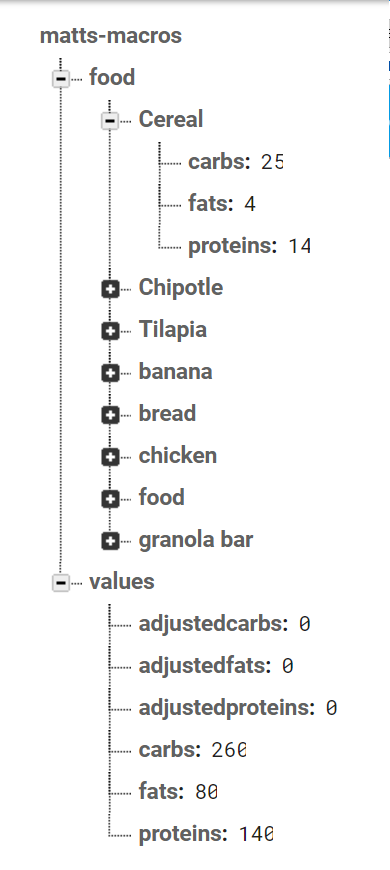 matts-macros
food
Cereal
carbs: 25
fats: 4
proteins: 14
Chipotle
Tilapia
banana
bread
chicken
food
granola bar
values
adjustedcarbs: 0
adjustedfats: 0
adjustedproteins: 0
carbs: 260
fats: 80
proteins: 140